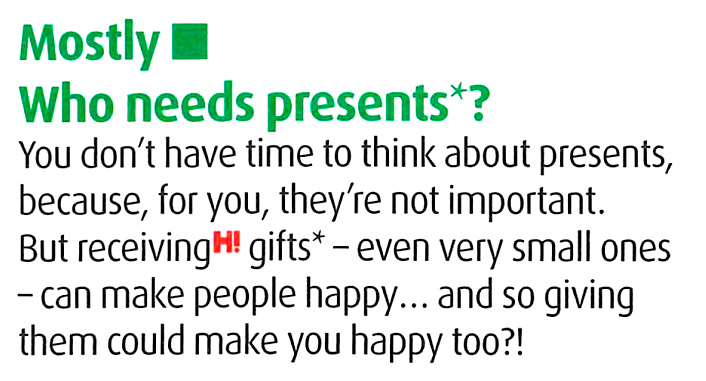 Mostly ■
Who needs presents*?
You don't have time to think about presents,
because, for you, they're not important.
But receivingH! gifts* – even very small ones
– can make people happy... and so giving
them could make you happy too?!